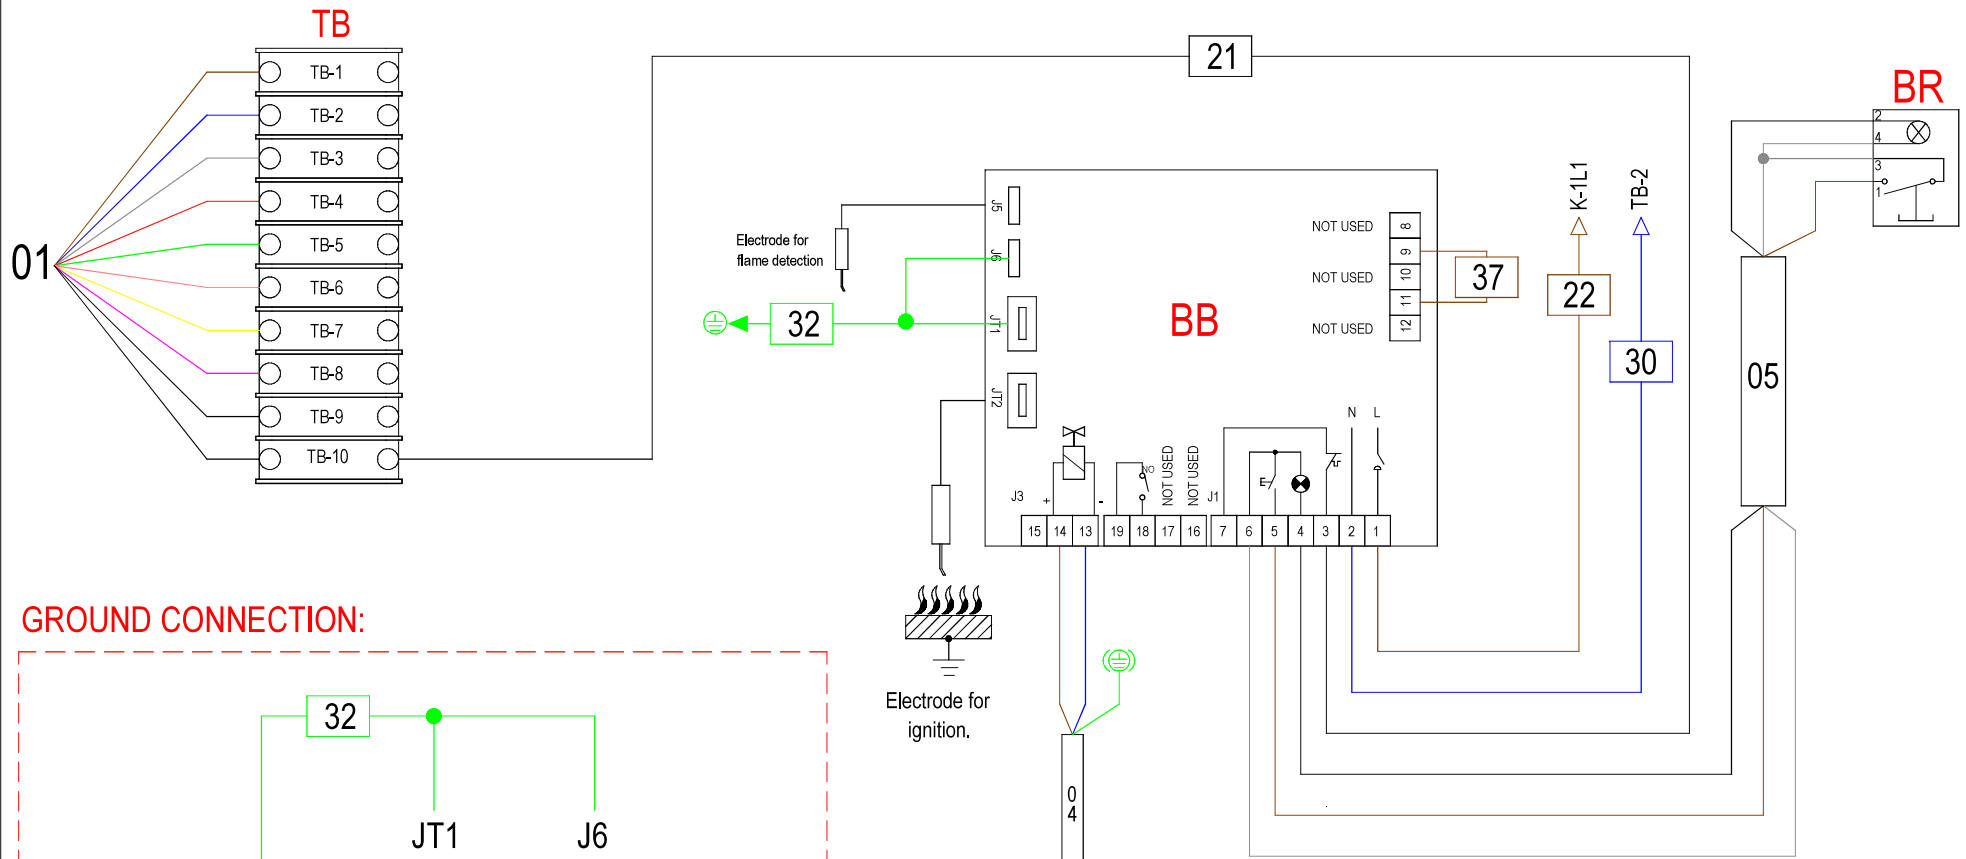 TB
TB-1
TB-2
TB-3
TB-4
TB-5
TB-6
TB-7
TB-8
TB-9
TB-10
01
21
BR
2
4
3
1
K-1L1
TB-2
22
30
05
BB
J5
J6
JT1
JT2
Electrode for
flame detection
32
NOT USED
NOT USED
NOT USED
8
9
10
11
12
37
N L
NO
NOT USED
NOT USED
J3
+
-
J1
15 14 13 19 18 17 16 7 6 5 4 3 2 1
Electrode for
ignition.
04
GROUND CONNECTION:
32
JT1 J6